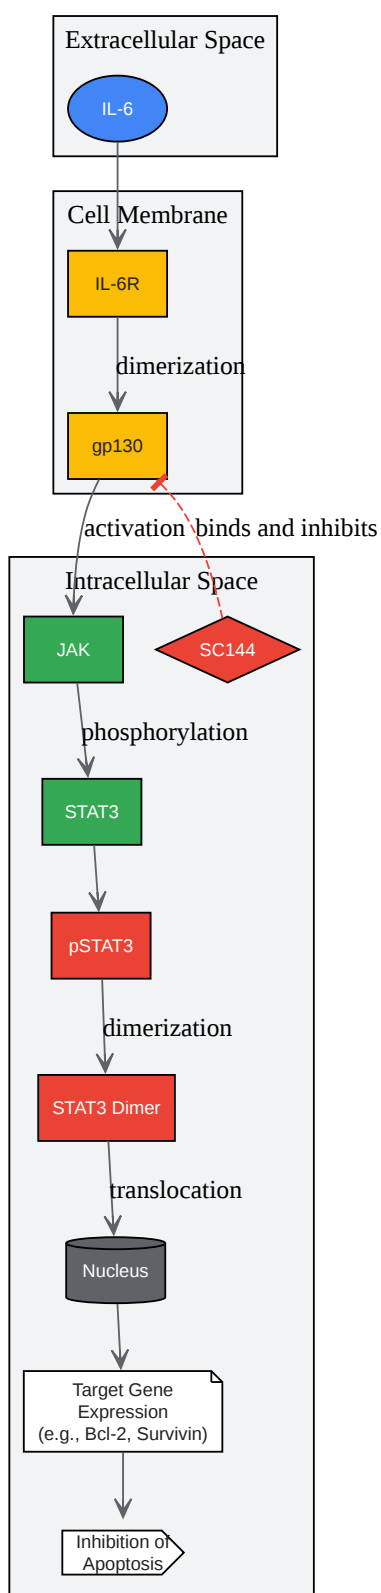 Extracellular Space
IL-6
Cell Membrane
IL-6R
dimerization
gp130
activation
binds and inhibits
Intracellular Space
JAK
SC144
phosphorylation
STAT3
pSTAT3
dimerization
STAT3 Dimer
translocation
Nucleus
Target Gene
Expression
(e.g., Bcl-2, Survivin)
Inhibition of
Apoptosis